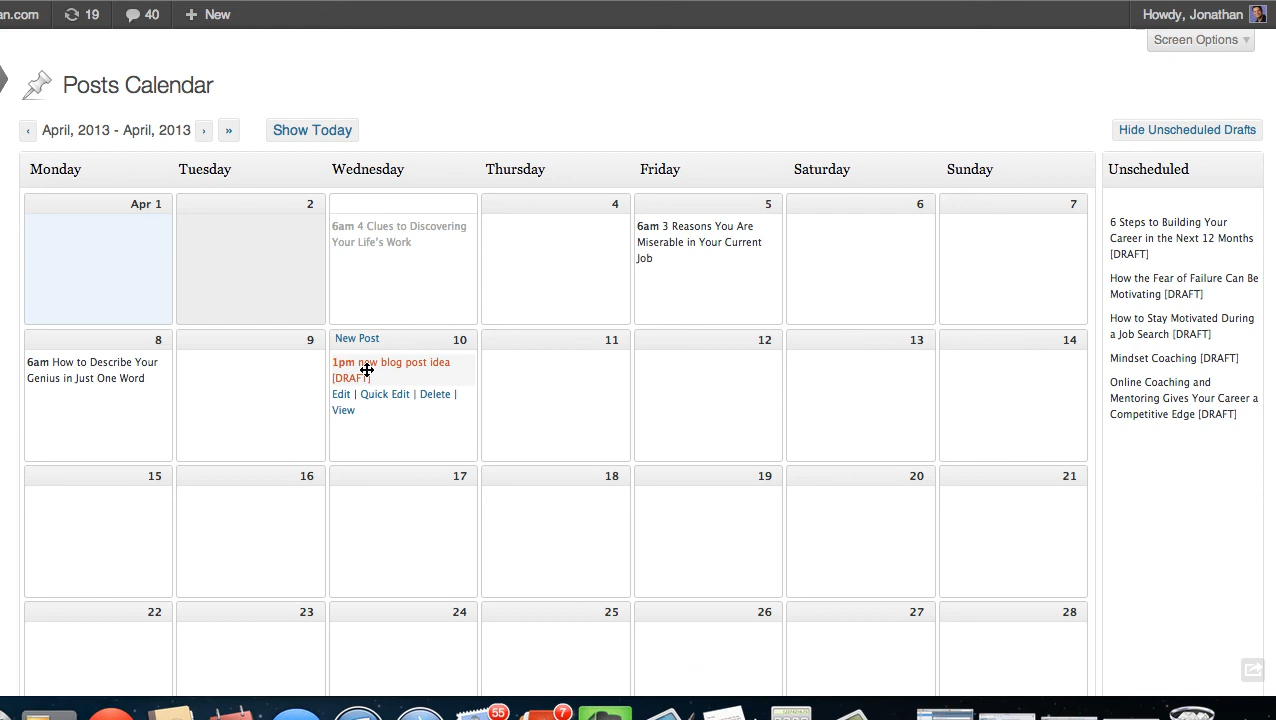 an.com 19 40 + New Howdy, Jonathan
Screen Options
Posts Calendar
‹ April, 2013 - April, 2013 › » Show Today Hide Unscheduled Drafts
Monday Tuesday Wednesday Thursday Friday Saturday Sunday Unscheduled
Apr 1 2 4 5 6 7
6am 4 Clues to Discovering
Your Life's Work
6am 3 Reasons You Are
Miserable in Your Current
Job
6 Steps to Building Your
Career in the Next 12 Months
[DRAFT]
How the Fear of Failure Can Be
Motivating [DRAFT]
How to Stay Motivated During
a Job Search [DRAFT]
Mindset Coaching [DRAFT]
Online Coaching and
Mentoring Gives Your Career a
Competitive Edge [DRAFT]
8 9 New Post 10 11 12 13 14
6am How to Describe Your
Genius in Just One Word
1pm new blog post idea
[DRAFT]
Edit | Quick Edit | Delete |
View
15 16 17 18 19 20 21
22 23 24 25 26 27 28
55 7